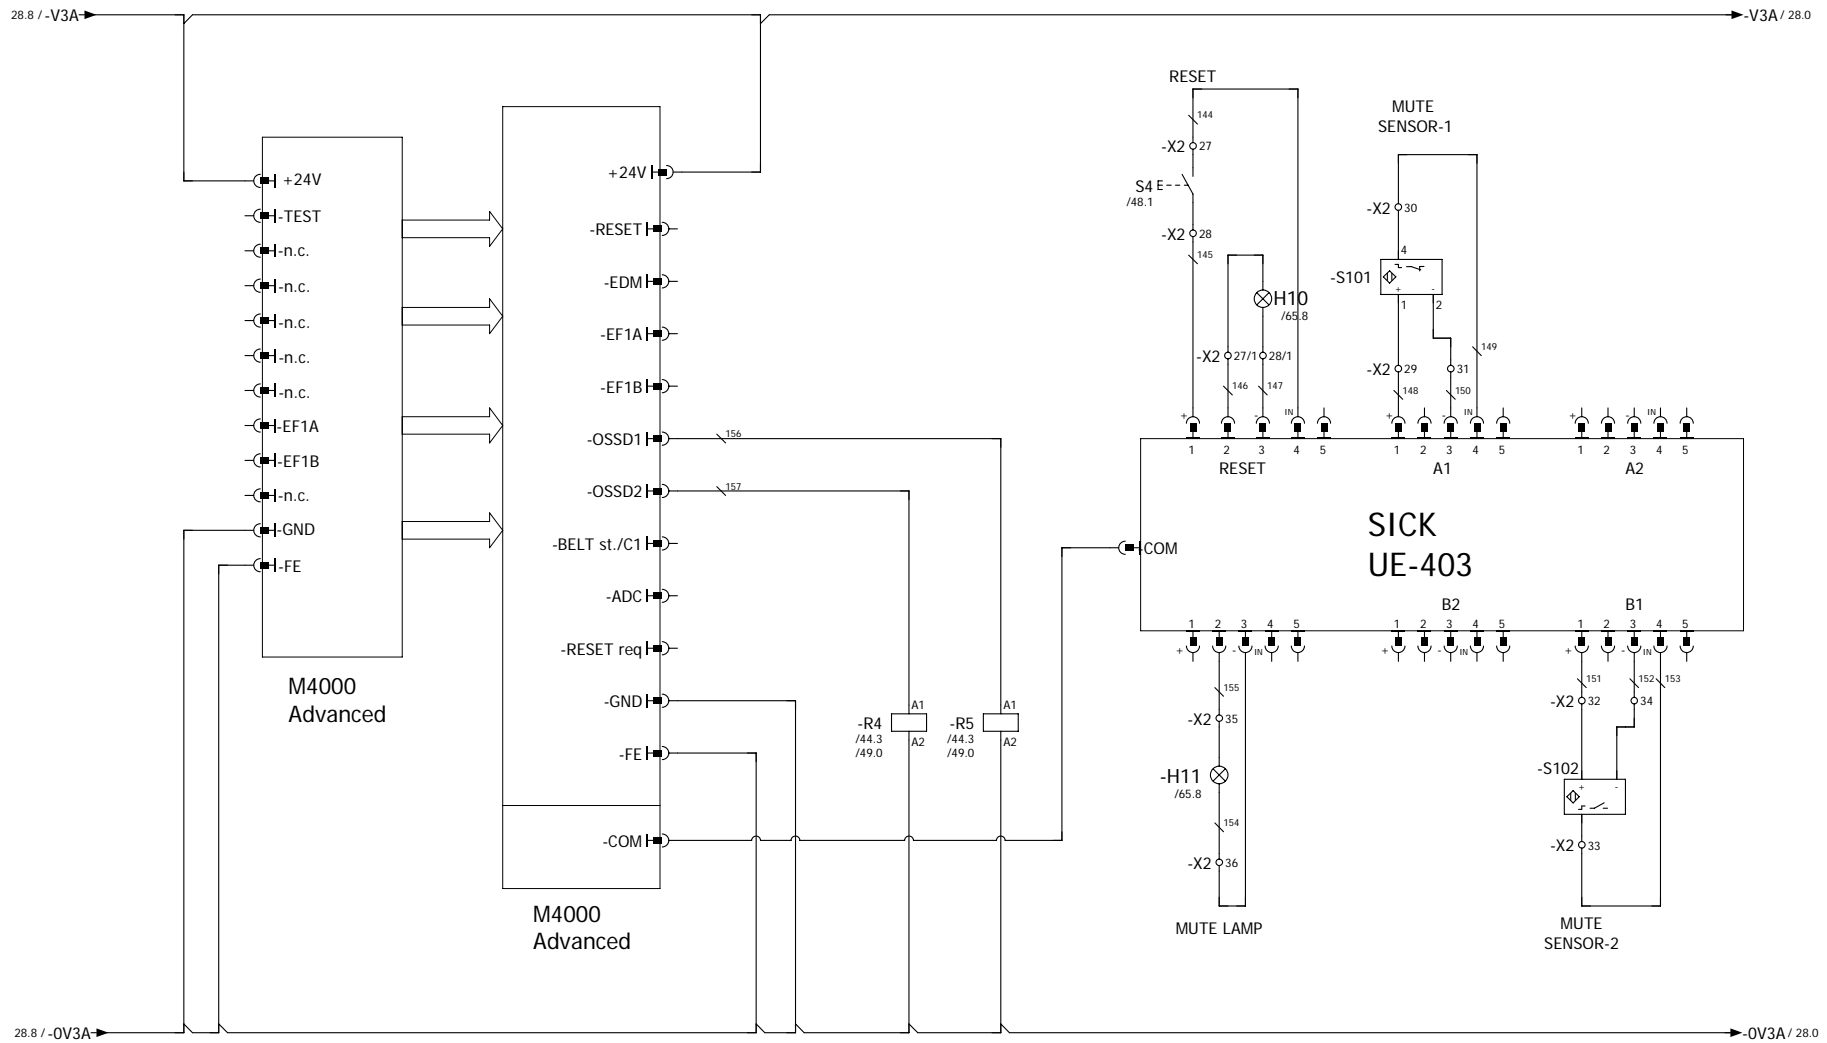 28.8 / -V3A
-V3A / 28.0
RESET
MUTE
SENSOR-1
144
-X2 27
S4 E
/48.1
-X2 28
145
H10
/65.8
-X2 27/1 28/1
146 147
-X2 30
4
-S101
+ -
1 2
-X2 29 31
148 150 149
+24V
-TEST
-n.c.
-n.c.
-n.c.
-n.c.
-n.c.
-EF1A
-EF1B
-n.c.
-GND
-FE
M4000
Advanced
+24V
-RESET
-EDM
-EF1A
-EF1B
-OSSD1
-OSSD2
-BELT st./C1
-ADC
-RESET req
-GND
-FE
-COM
M4000
Advanced
156
157
-R4
/44.3
/49.0
A1
A2
-R5
/44.3
/49.0
A1
A2
+ - IN + - IN + - IN
1 2 3 4 5 1 2 3 4 5 1 2 3 4 5
RESET A1 A2
SICK
UE-403
COM
B2 B1
1 2 3 4 5 1 2 3 4 5 1 2 3 4 5
+ - IN + - IN + - IN
155
-X2 35
-H11
/65.8
154
-X2 36
MUTE LAMP
151 152 153
-X2 32 34
-S102
+ -
-X2 33
MUTE
SENSOR-2
28.8 / -0V3A
-0V3A / 28.0